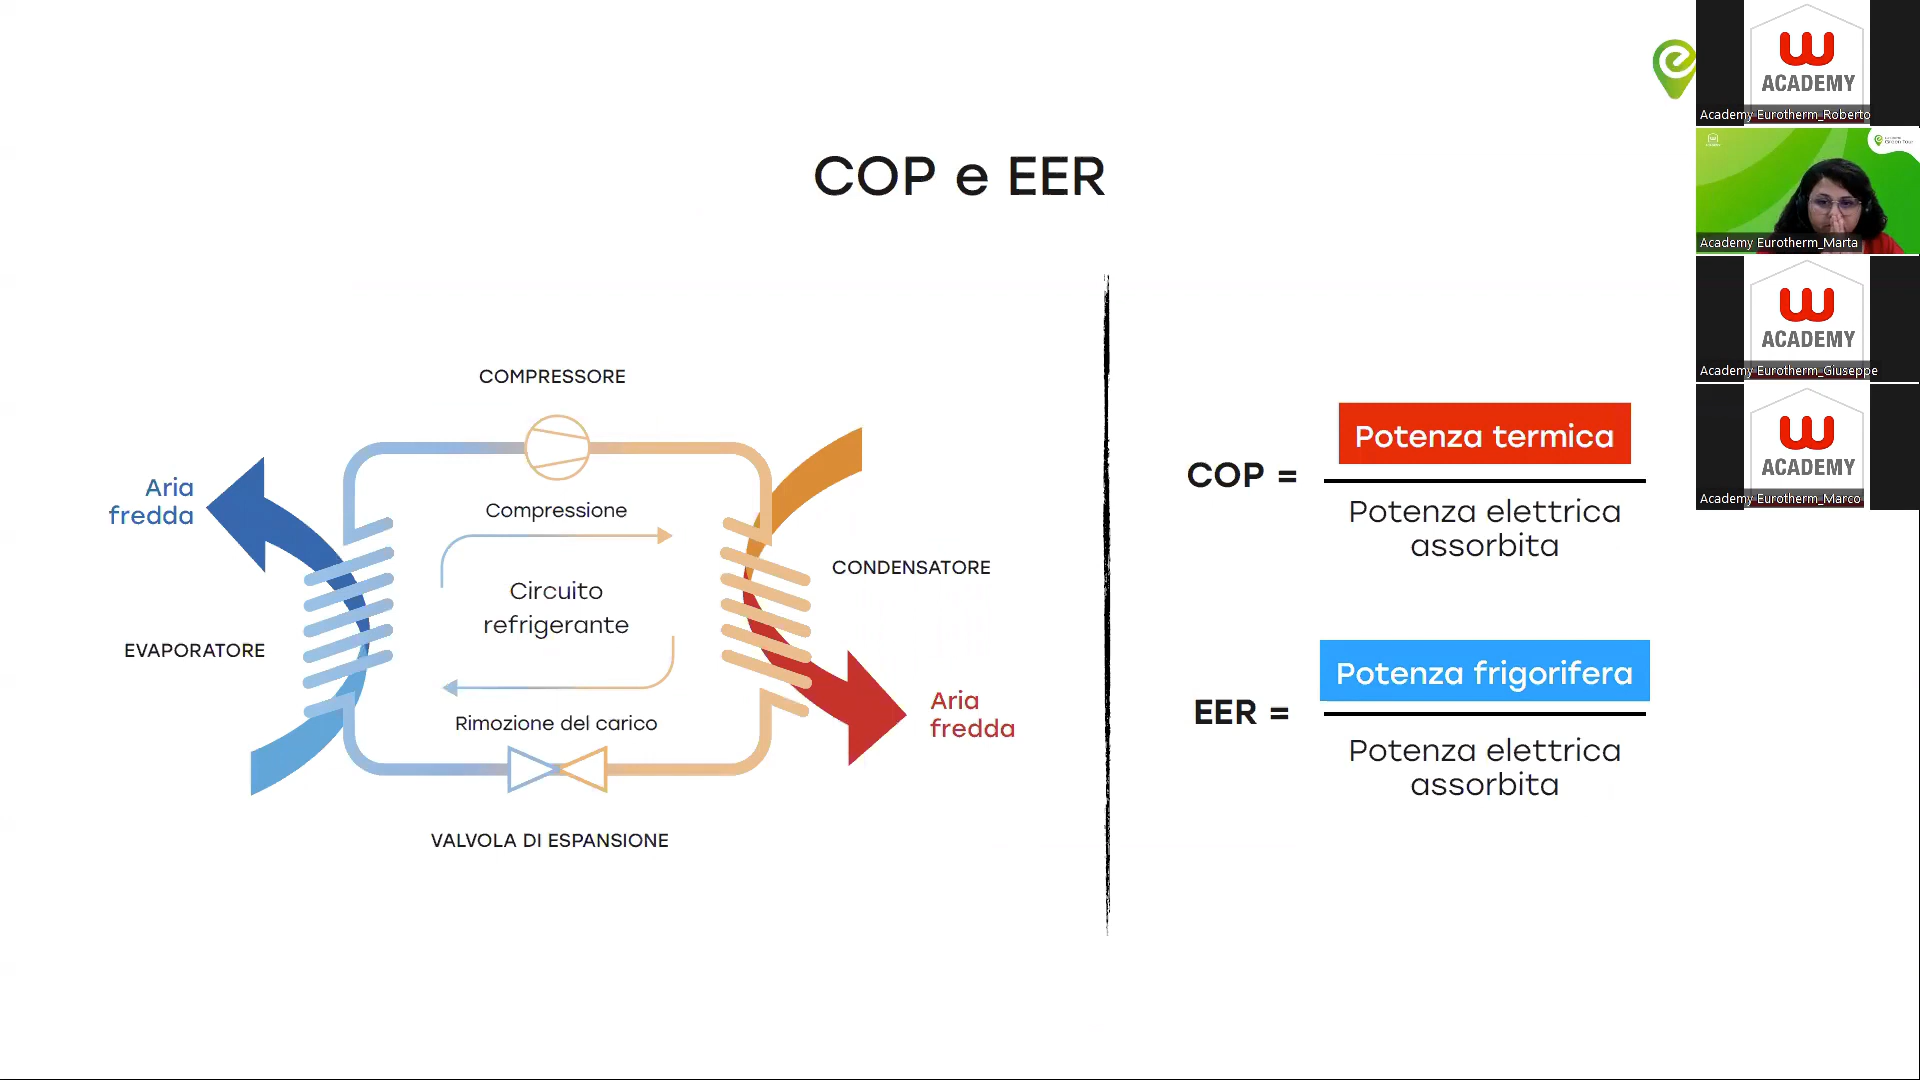 COP e EER
COMPRESSORE
Aria
fredda
Compressione
CONDENSATORE
Circuito
refrigerante
EVAPORATORE
Aria
fredda
Rimozione del carico
VALVOLA DI ESPANSIONE
COP =
Potenza termica
Potenza elettrica
assorbita
EER =
Potenza frigorifera
Potenza elettrica
assorbita
ACADEMY
Academy Eurotherm_Roberto
Green Tour
Academy Eurotherm_Marta
ACADEMY
Academy Eurotherm_Giuseppe
ACADEMY
Academy Eurotherm_Marco